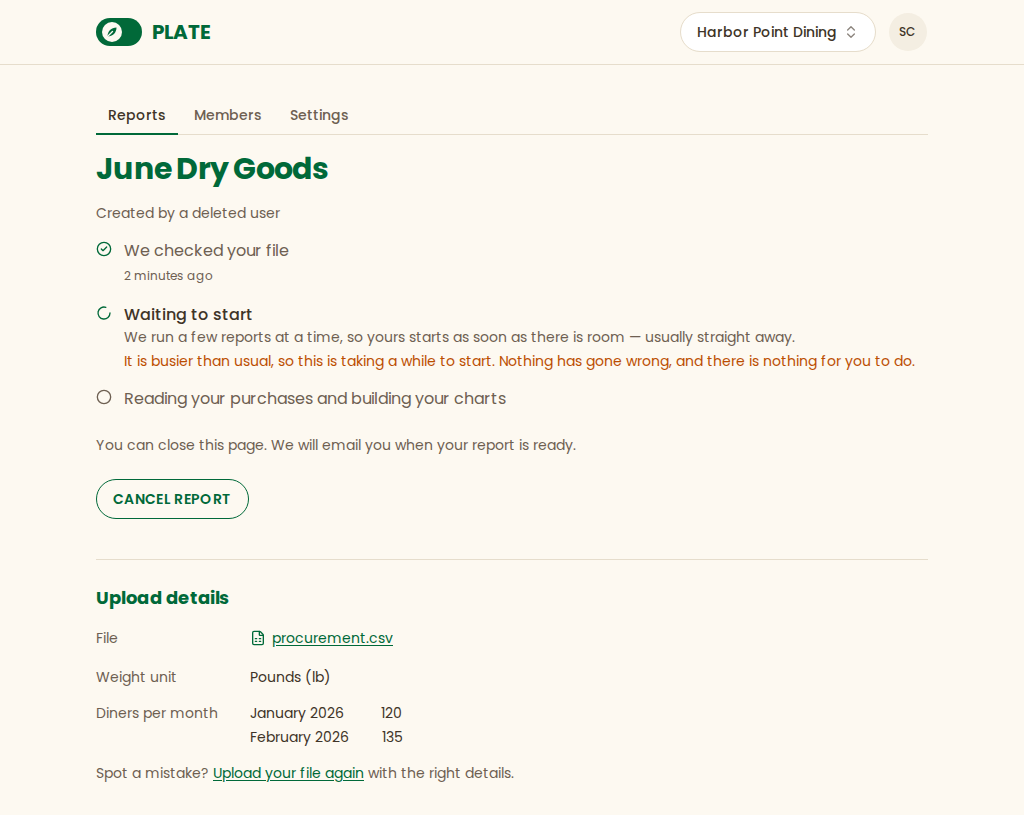 PLATE
Harbor Point Dining
SC
Reports Members Settings
June Dry Goods
Created by a deleted user
We checked your file
2 minutes ago
Waiting to start
We run a few reports at a time, so yours starts as soon as there is room — usually straight away.
It is busier than usual, so this is taking a while to start. Nothing has gone wrong, and there is nothing for you to do.
Reading your purchases and building your charts
You can close this page. We will email you when your report is ready.
CANCEL REPORT
Upload details
File procurement.csv
Weight unit Pounds (lb)
Diners per month January 2026 120
February 2026 135
Spot a mistake? Upload your file again with the right details.